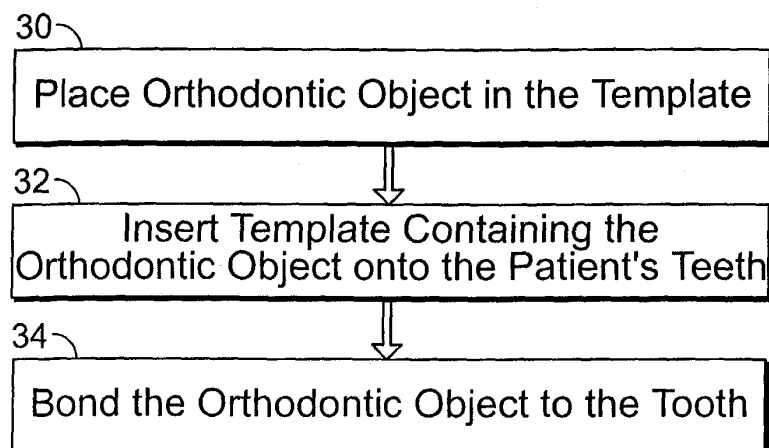 30
Place Orthodontic Object in the Template
32
Insert Template Containing the
Orthodontic Object onto the Patient's Teeth
34
Bond the Orthodontic Object to the Tooth